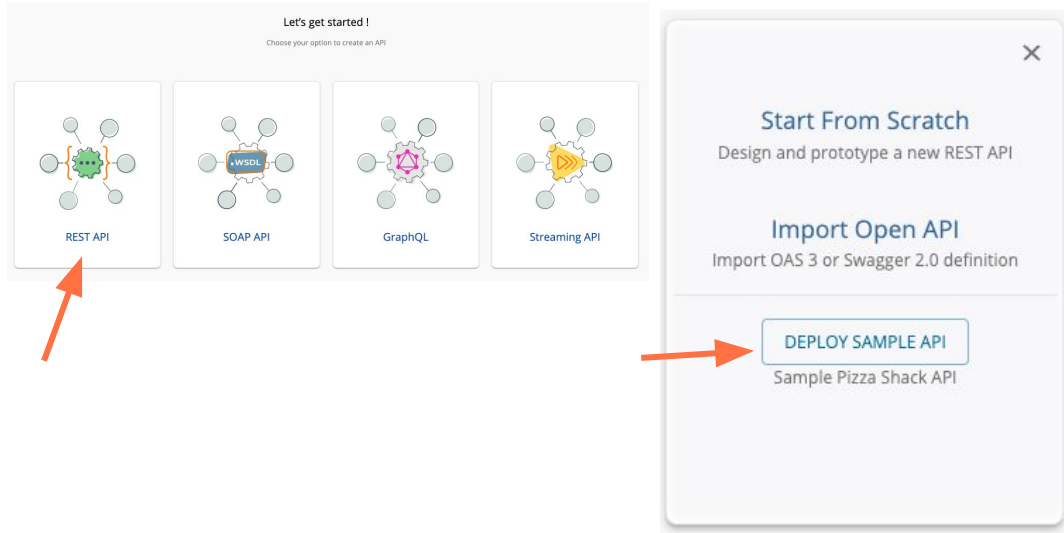 Let's get started !
Choose your option to create an API
.WSDL
REST API
SOAP API
GraphQL
Streaming API
Start From Scratch
Design and prototype a new REST API
Import Open API
Import OAS 3 or Swagger 2.0 definition
DEPLOY SAMPLE API
Sample Pizza Shack API